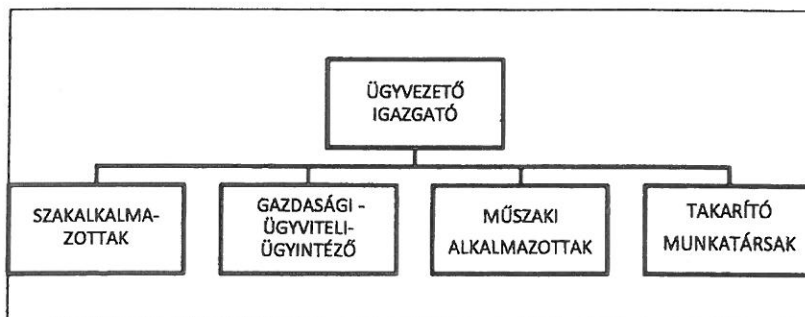 ÜGYVEZETŐ
IGAZGATÓ
SZAKALKALMA-
ZOTTAK
GAZDASÁGI -
ÜGYVITELI-
ÜGYINTÉZŐ
MŰSZAKI
ALKALMAZOTTAK
TAKARÍTÓ
MUNKATÁRSAK